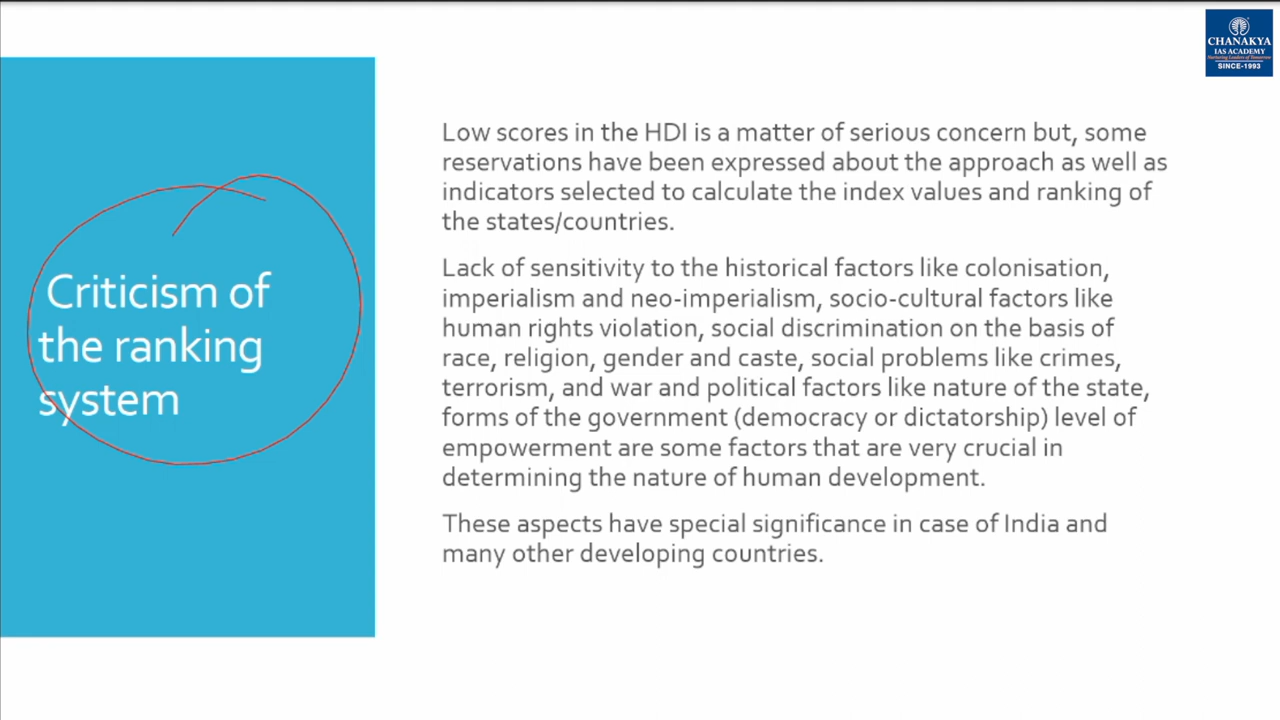 CHANAKYA
IAS ACADEMY
Nurturing Leaders of Tomorrow
SINCE-1993
Criticism of
the ranking
system
Low scores in the HDI is a matter of serious concern but, some
reservations have been expressed about the approach as well as
indicators selected to calculate the index values and ranking of
the states/countries.
Lack of sensitivity to the historical factors like colonisation,
imperialism and neo-imperialism, socio-cultural factors like
human rights violation, social discrimination on the basis of
race, religion, gender and caste, social problems like crimes,
terrorism, and war and political factors like nature of the state,
forms of the government (democracy or dictatorship) level of
empowerment are some factors that are very crucial in
determining the nature of human development.
These aspects have special significance in case of India and
many other developing countries.